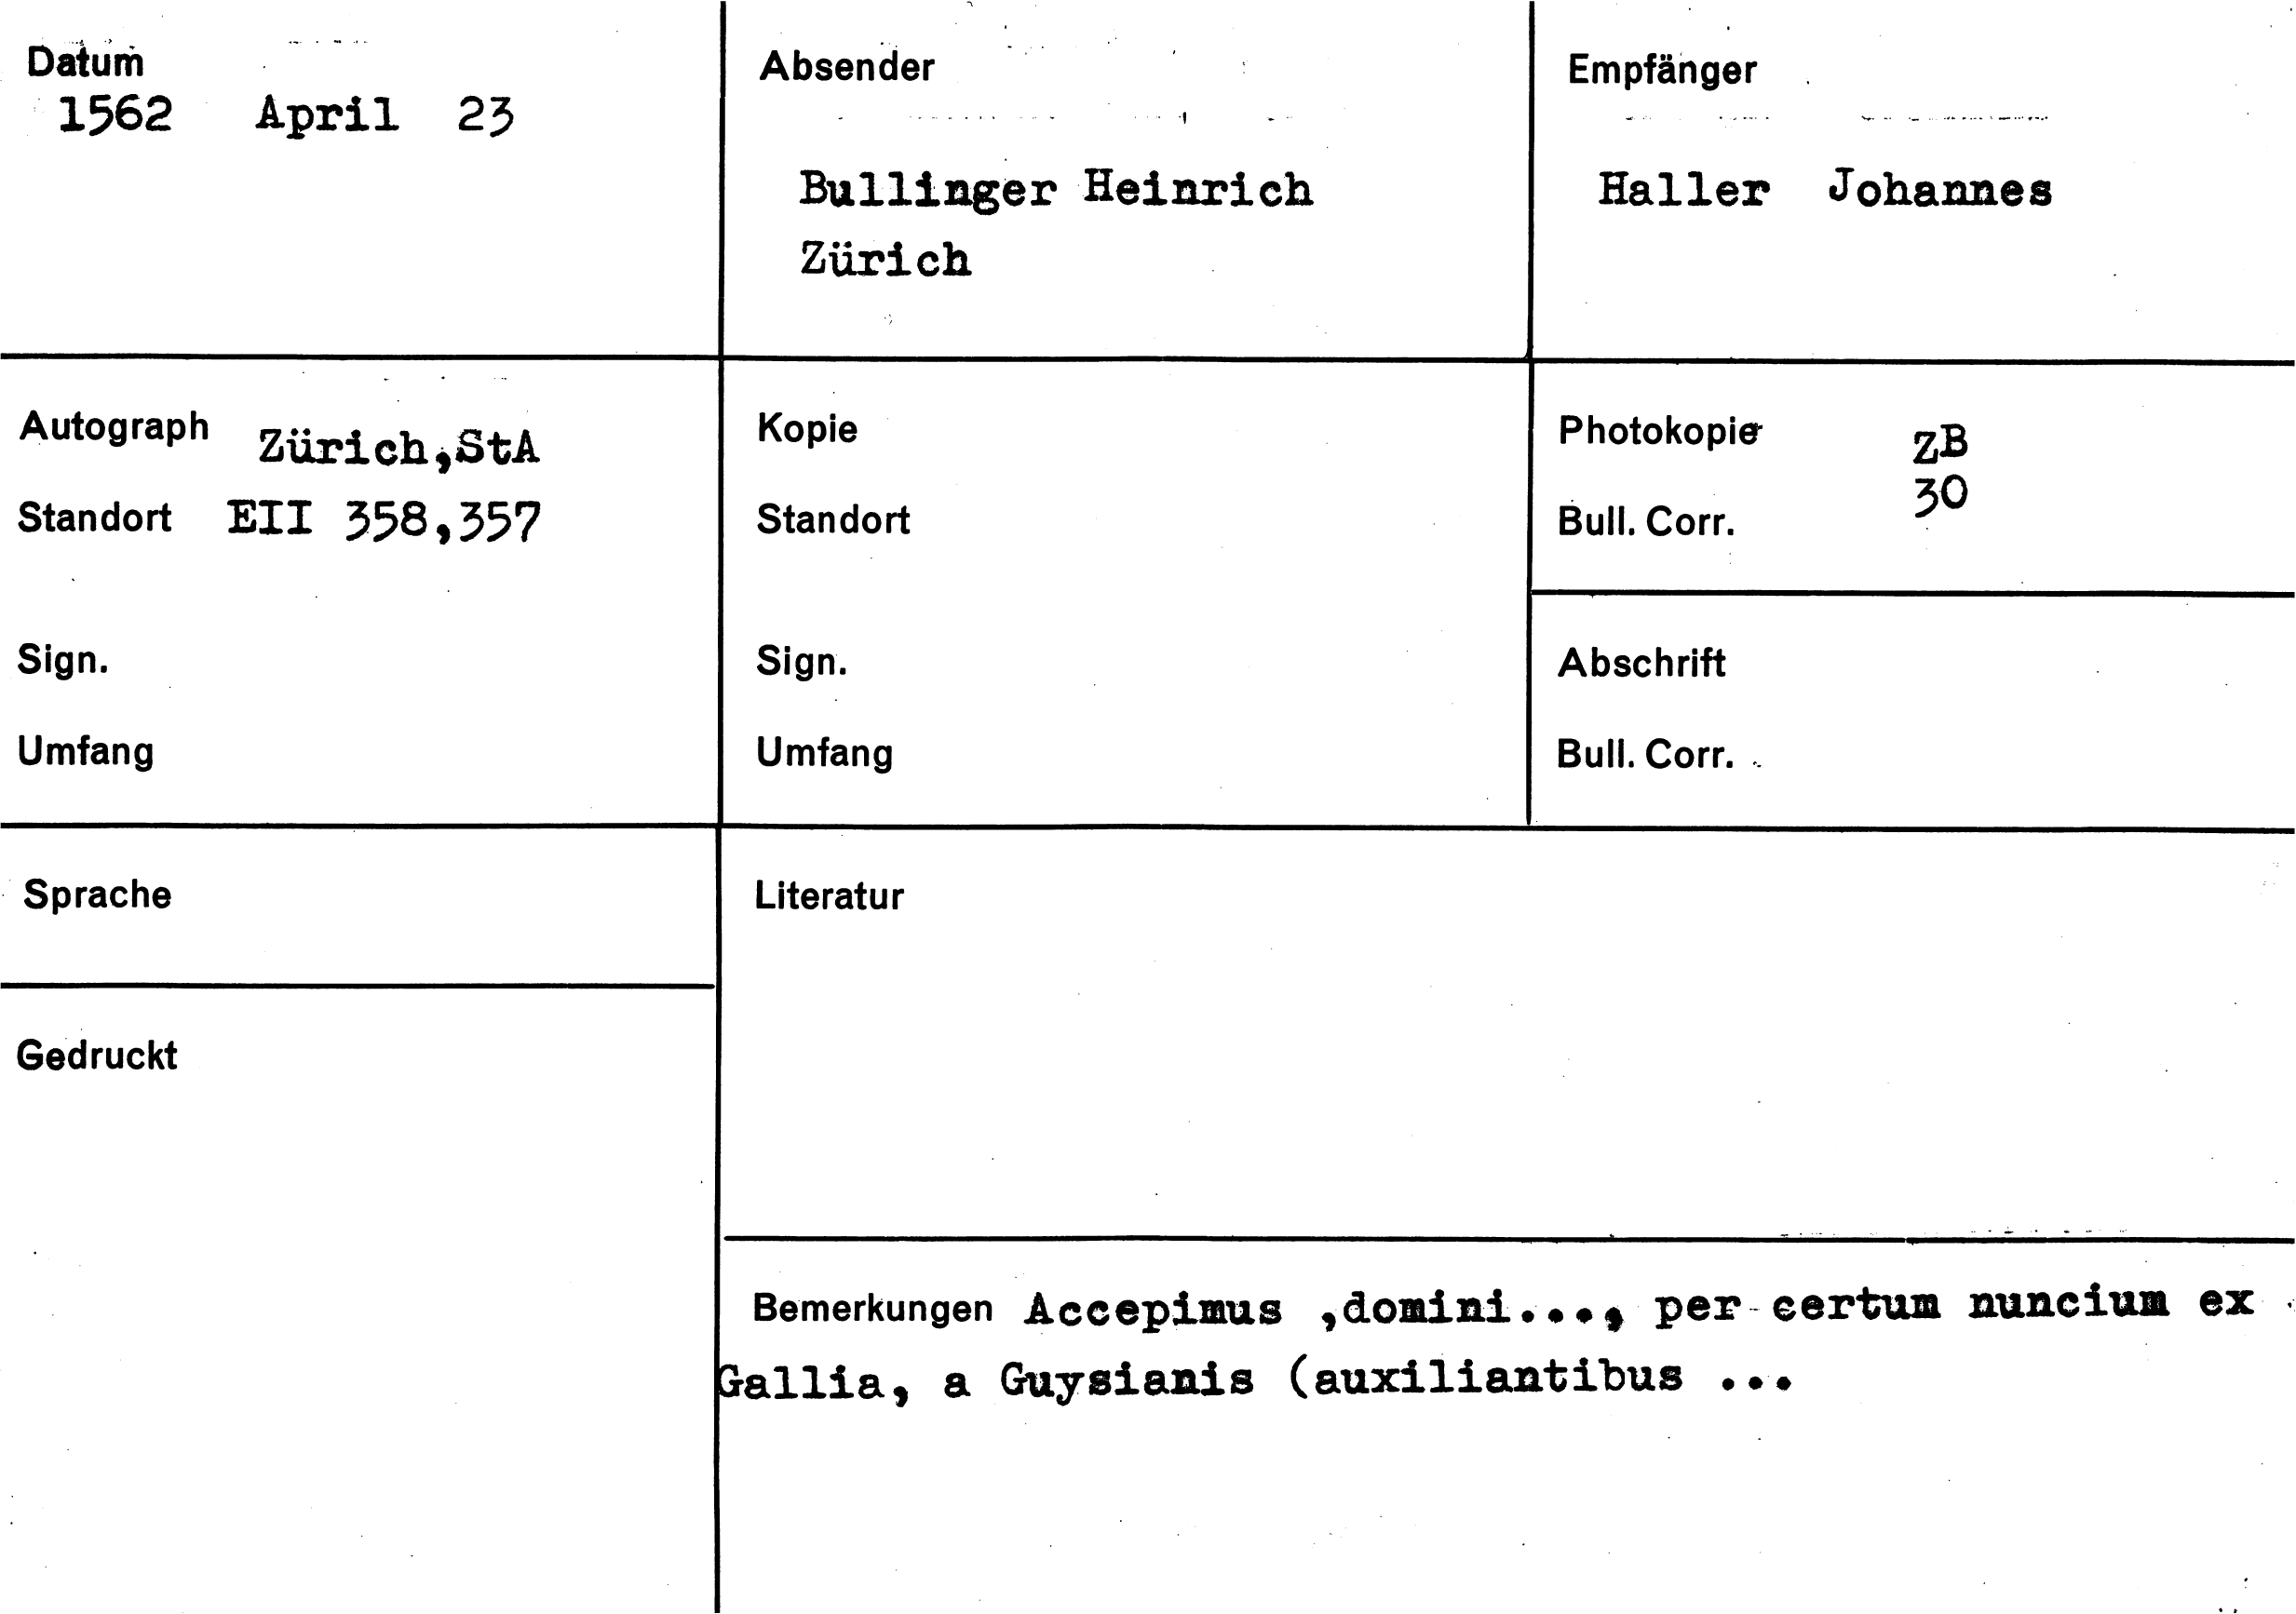 Datum
1562 April 23
Absender
Bullinger Heinrich
Zürich
Empfänger
Haller Johannes
Autograph Zürich,StA
Standort EII 358,357
Sign.
Umfang
Kopie
Standort
Sign.
Umfang
Photokopie ZB
Bull. Corr. 30
Abschrift
Bull. Corr.
Sprache
Gedruckt
Literatur
Bemerkungen Accepimus ,domini..., per certum nuncium ex
Gallia, a Guysianis (auxiliantibus ...